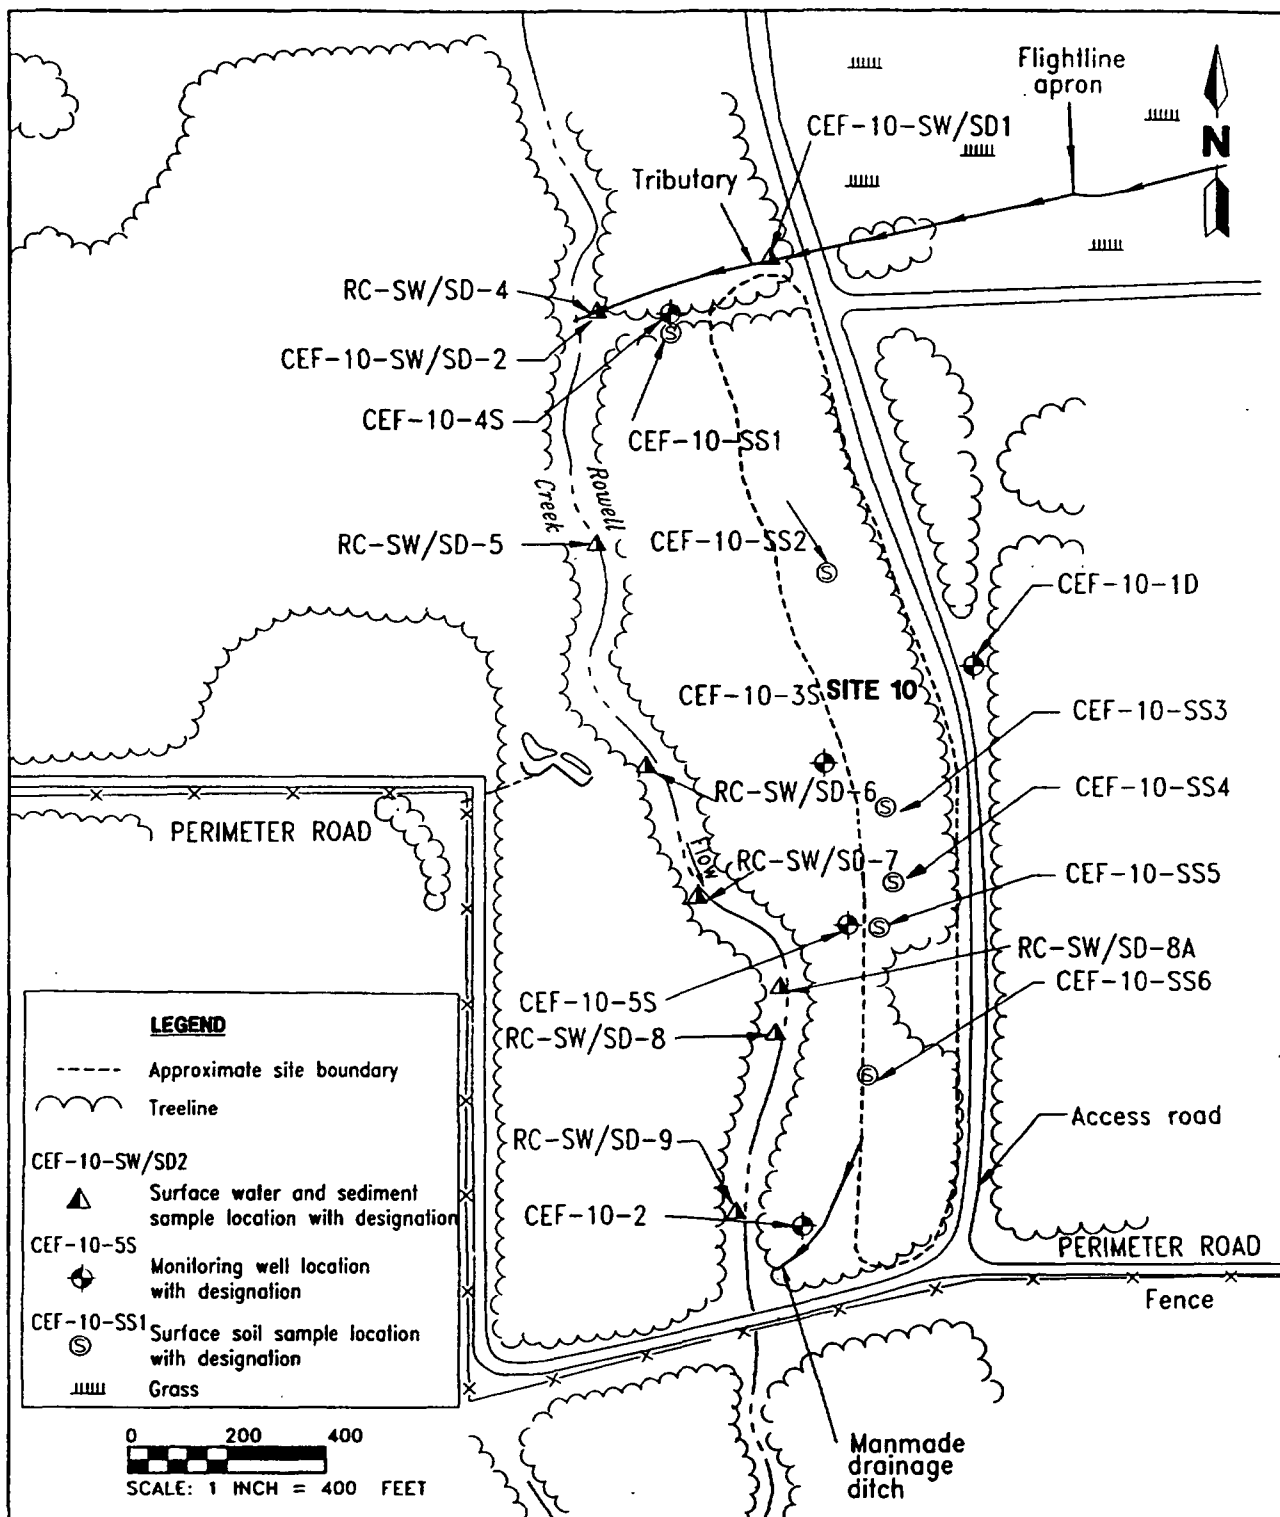 Flightline
apron
CEF-10-SW/SD1
N
Tributary
RC-SW/SD-4
CEF-10-SW/SD-2
CEF-10-4S
CEF-10-SS1
Creek
Rowell
RC-SW/SD-5
CEF-10-SS2
CEF-10-1D
CEF-10-3S
SITE 10
CEF-10-SS3
RC-SW/SD-6
CEF-10-SS4
PERIMETER ROAD
Flow
RC-SW/SD-7
CEF-10-SS5
RC-SW/SD-8A
CEF-10-5S
CEF-10-SS6
RC-SW/SD-8
Access road
RC-SW/SD-9
CEF-10-2
PERIMETER ROAD
Fence
LEGEND
Approximate site boundary
Treeline
CEF-10-SW/SD2
Surface water and sediment
sample location with designation
CEF-10-5S
Monitoring well location
with designation
CEF-10-SS1
Surface soil sample location
S with designation
Grass
0 200 400
SCALE: 1 INCH = 400 FEET
Manmade
drainage
ditch